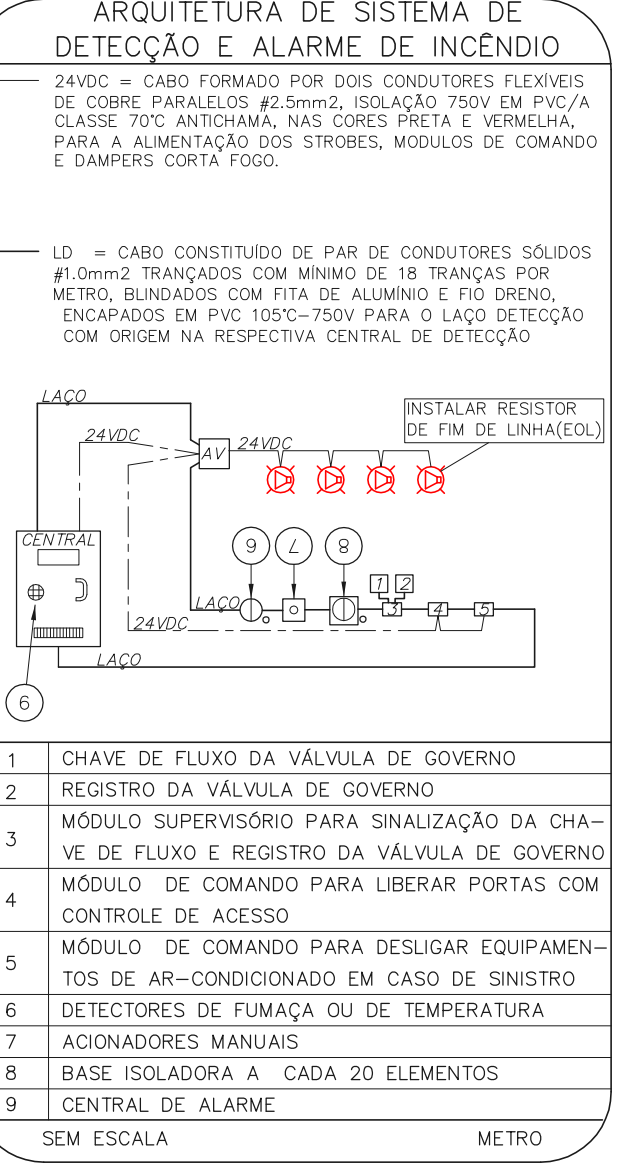 ARQUITETURA DE SISTEMA DE
DETECÇÃO E ALARME DE INCÊNDIO
24VDC = CABO FORMADO POR DOIS CONDUTORES FLEXÍVEIS
DE COBRE PARALELOS #2.5mm2, ISOLAÇÃO 750V EM PVC/A
CLASSE 70°C ANTICHAMA, NAS CORES PRETA E VERMELHA,
PARA A ALIMENTAÇÃO DOS STROBES, MODULOS DE COMANDO
E DAMPERS CORTA FOGO.
LD = CABO CONSTITUÍDO DE PAR DE CONDUTORES SÓLIDOS
#1.0mm2 TRANÇADOS COM MÍNIMO DE 18 TRANÇAS POR
METRO, BLINDADOS COM FITA DE ALUMÍNIO E FIO DRENO,
ENCAPADOS EM PVC 105°C-750V PARA O LAÇO DETECÇÃO
COM ORIGEM NA RESPECTIVA CENTRAL DE DETECÇÃO
LAÇO
INSTALAR RESISTOR
DE FIM DE LINHA(EOL)
24VDC
AV
24VDC
CENTRAL
9
7
8
1
2
LAÇO
3
4
5
24VDC
LAÇO
6
1 CHAVE DE FLUXO DA VÁLVULA DE GOVERNO
2 REGISTRO DA VÁLVULA DE GOVERNO
3 MÓDULO SUPERVISÓRIO PARA SINALIZAÇÃO DA CHA-
VE DE FLUXO E REGISTRO DA VÁLVULA DE GOVERNO
4 MÓDULO DE COMANDO PARA LIBERAR PORTAS COM
CONTROLE DE ACESSO
5 MÓDULO DE COMANDO PARA DESLIGAR EQUIPAMEN-
TOS DE AR-CONDICIONADO EM CASO DE SINISTRO
6 DETECTORES DE FUMAÇA OU DE TEMPERATURA
7 ACIONADORES MANUAIS
8 BASE ISOLADORA A CADA 20 ELEMENTOS
9 CENTRAL DE ALARME
SEM ESCALA METRO